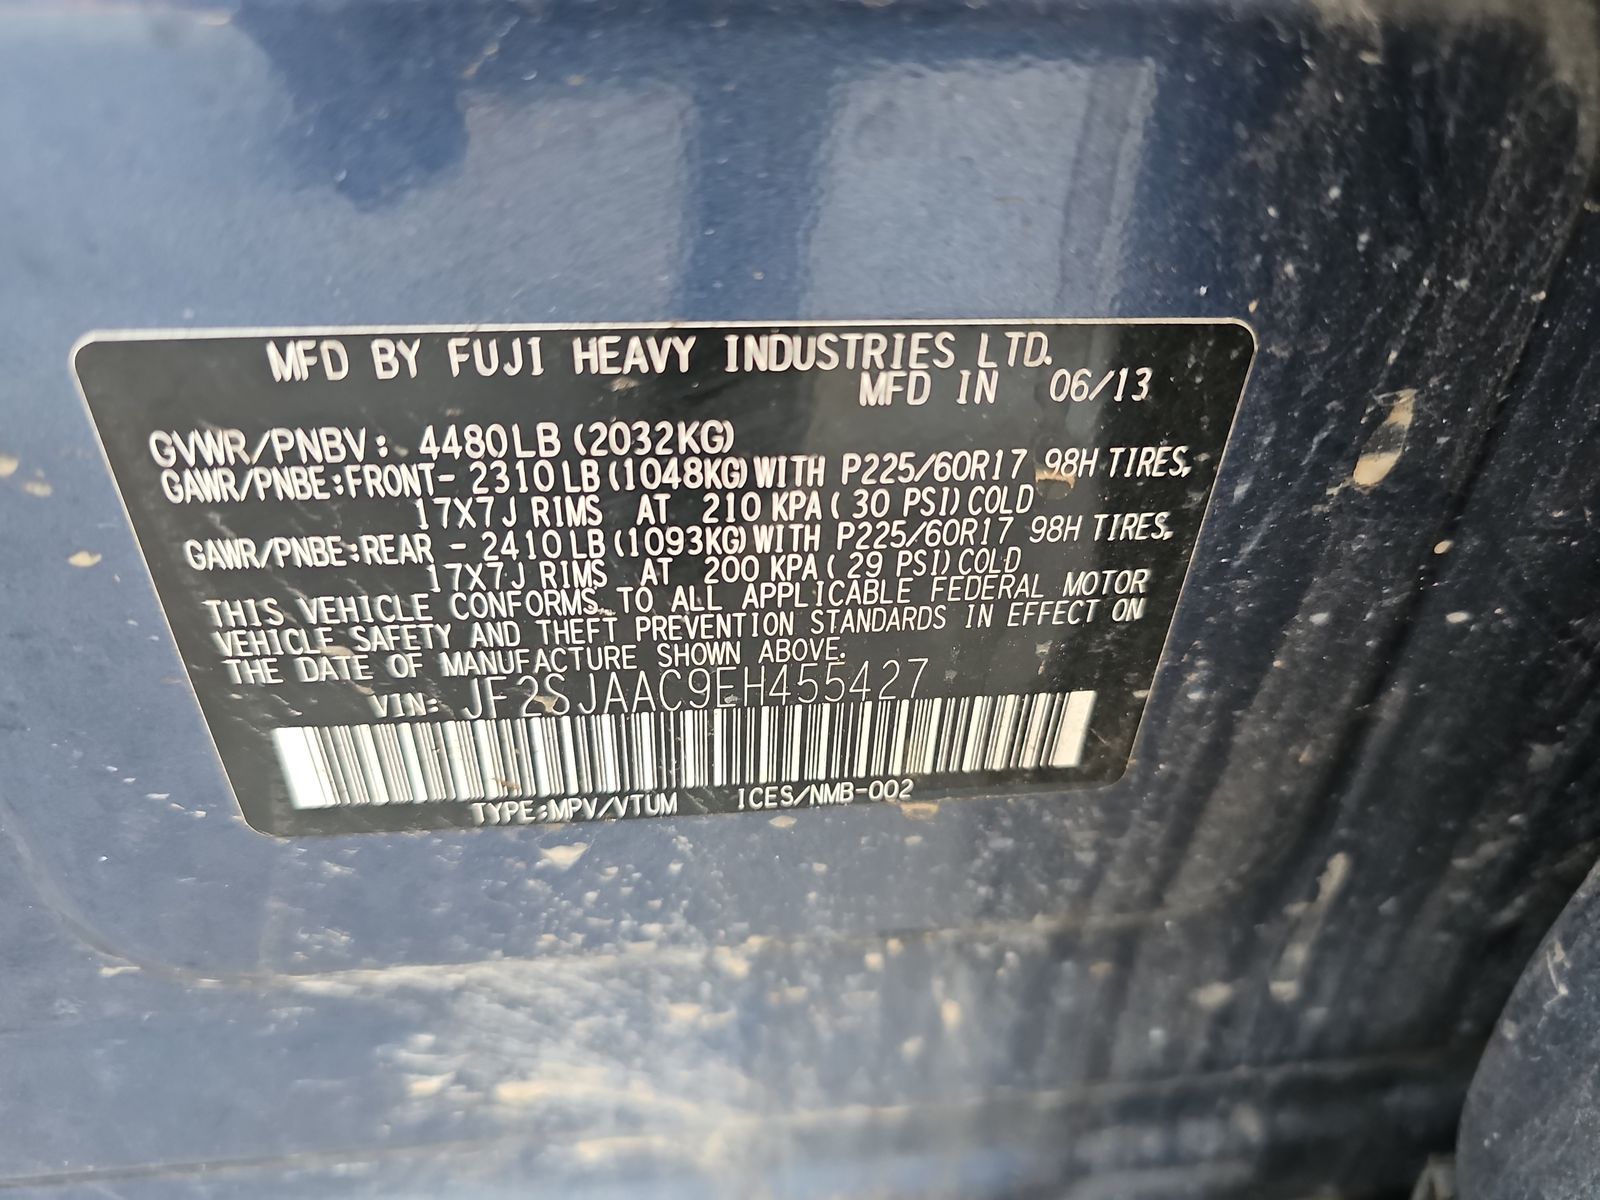 MFD BY FUJI HEAVY INDUSTRIES LTD.
MFD IN 06/13
GVWR/PNBV: 4480LB(2032KG)
GAWR/PNBE:FRONT- 2310LB(1048KG)WITH P225/60R17 98H TIRES,
17X7J RIMS AT 210 KPA( 30 PSI)COLD
GAWR/PNBE:REAR - 2410LB(1093KG)WITH P225/60R17 98H TIRES,
17X7J RIMS AT 200 KPA( 29 PSI)COLD
THIS VEHICLE CONFORMS TO ALL APPLICABLE FEDERAL MOTOR
VEHICLE SAFETY AND THEFT PREVENTION STANDARDS IN EFFECT ON
THE DATE OF MANUFACTURE SHOWN ABOVE.
VIN: JF2SJAAC9EH455427
TYPE:MPV/VTUM ICES/NMB-002